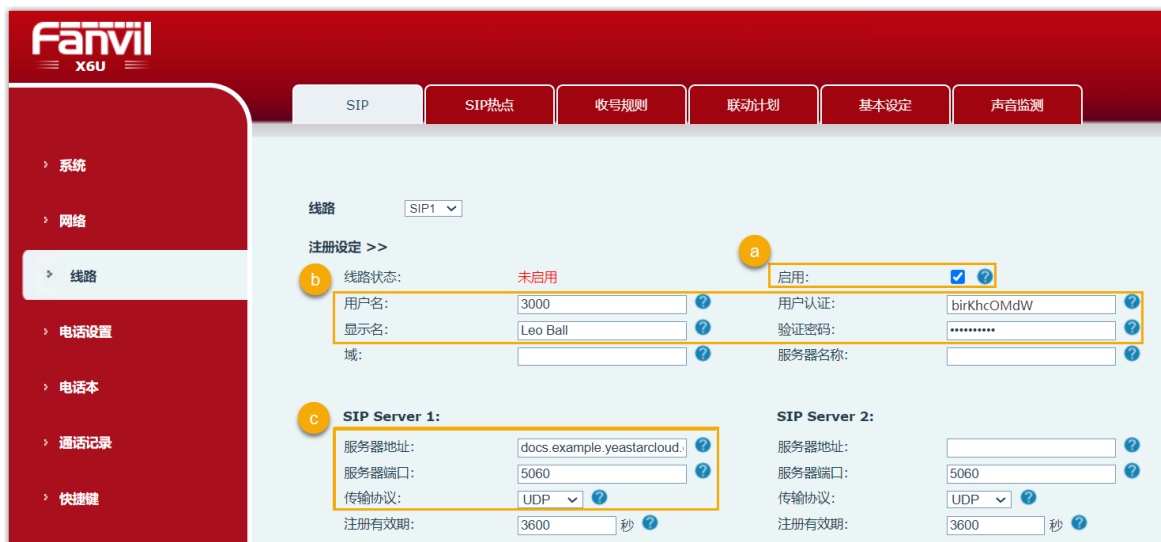 Fanvil
X6U
SIP
SIP热点
收号规则
联动计划
基本设定
声音监测
系统
网络
线路
电话设置
电话本
通话记录
快捷键
线路 SIP1
注册设定 >>
a
b
线路状态: 未启用 启用:
用户名: 3000 用户认证: birKhcOMdW
显示名: Leo Ball 验证密码: ••••••••••
域: 服务器名称:
c
SIP Server 1: SIP Server 2:
服务器地址: docs.example.yeastarcloud. 服务器地址:
服务器端口: 5060 5060
传输协议: UDP 传输协议: UDP
注册有效期: 3600 秒 注册有效期: 3600 秒